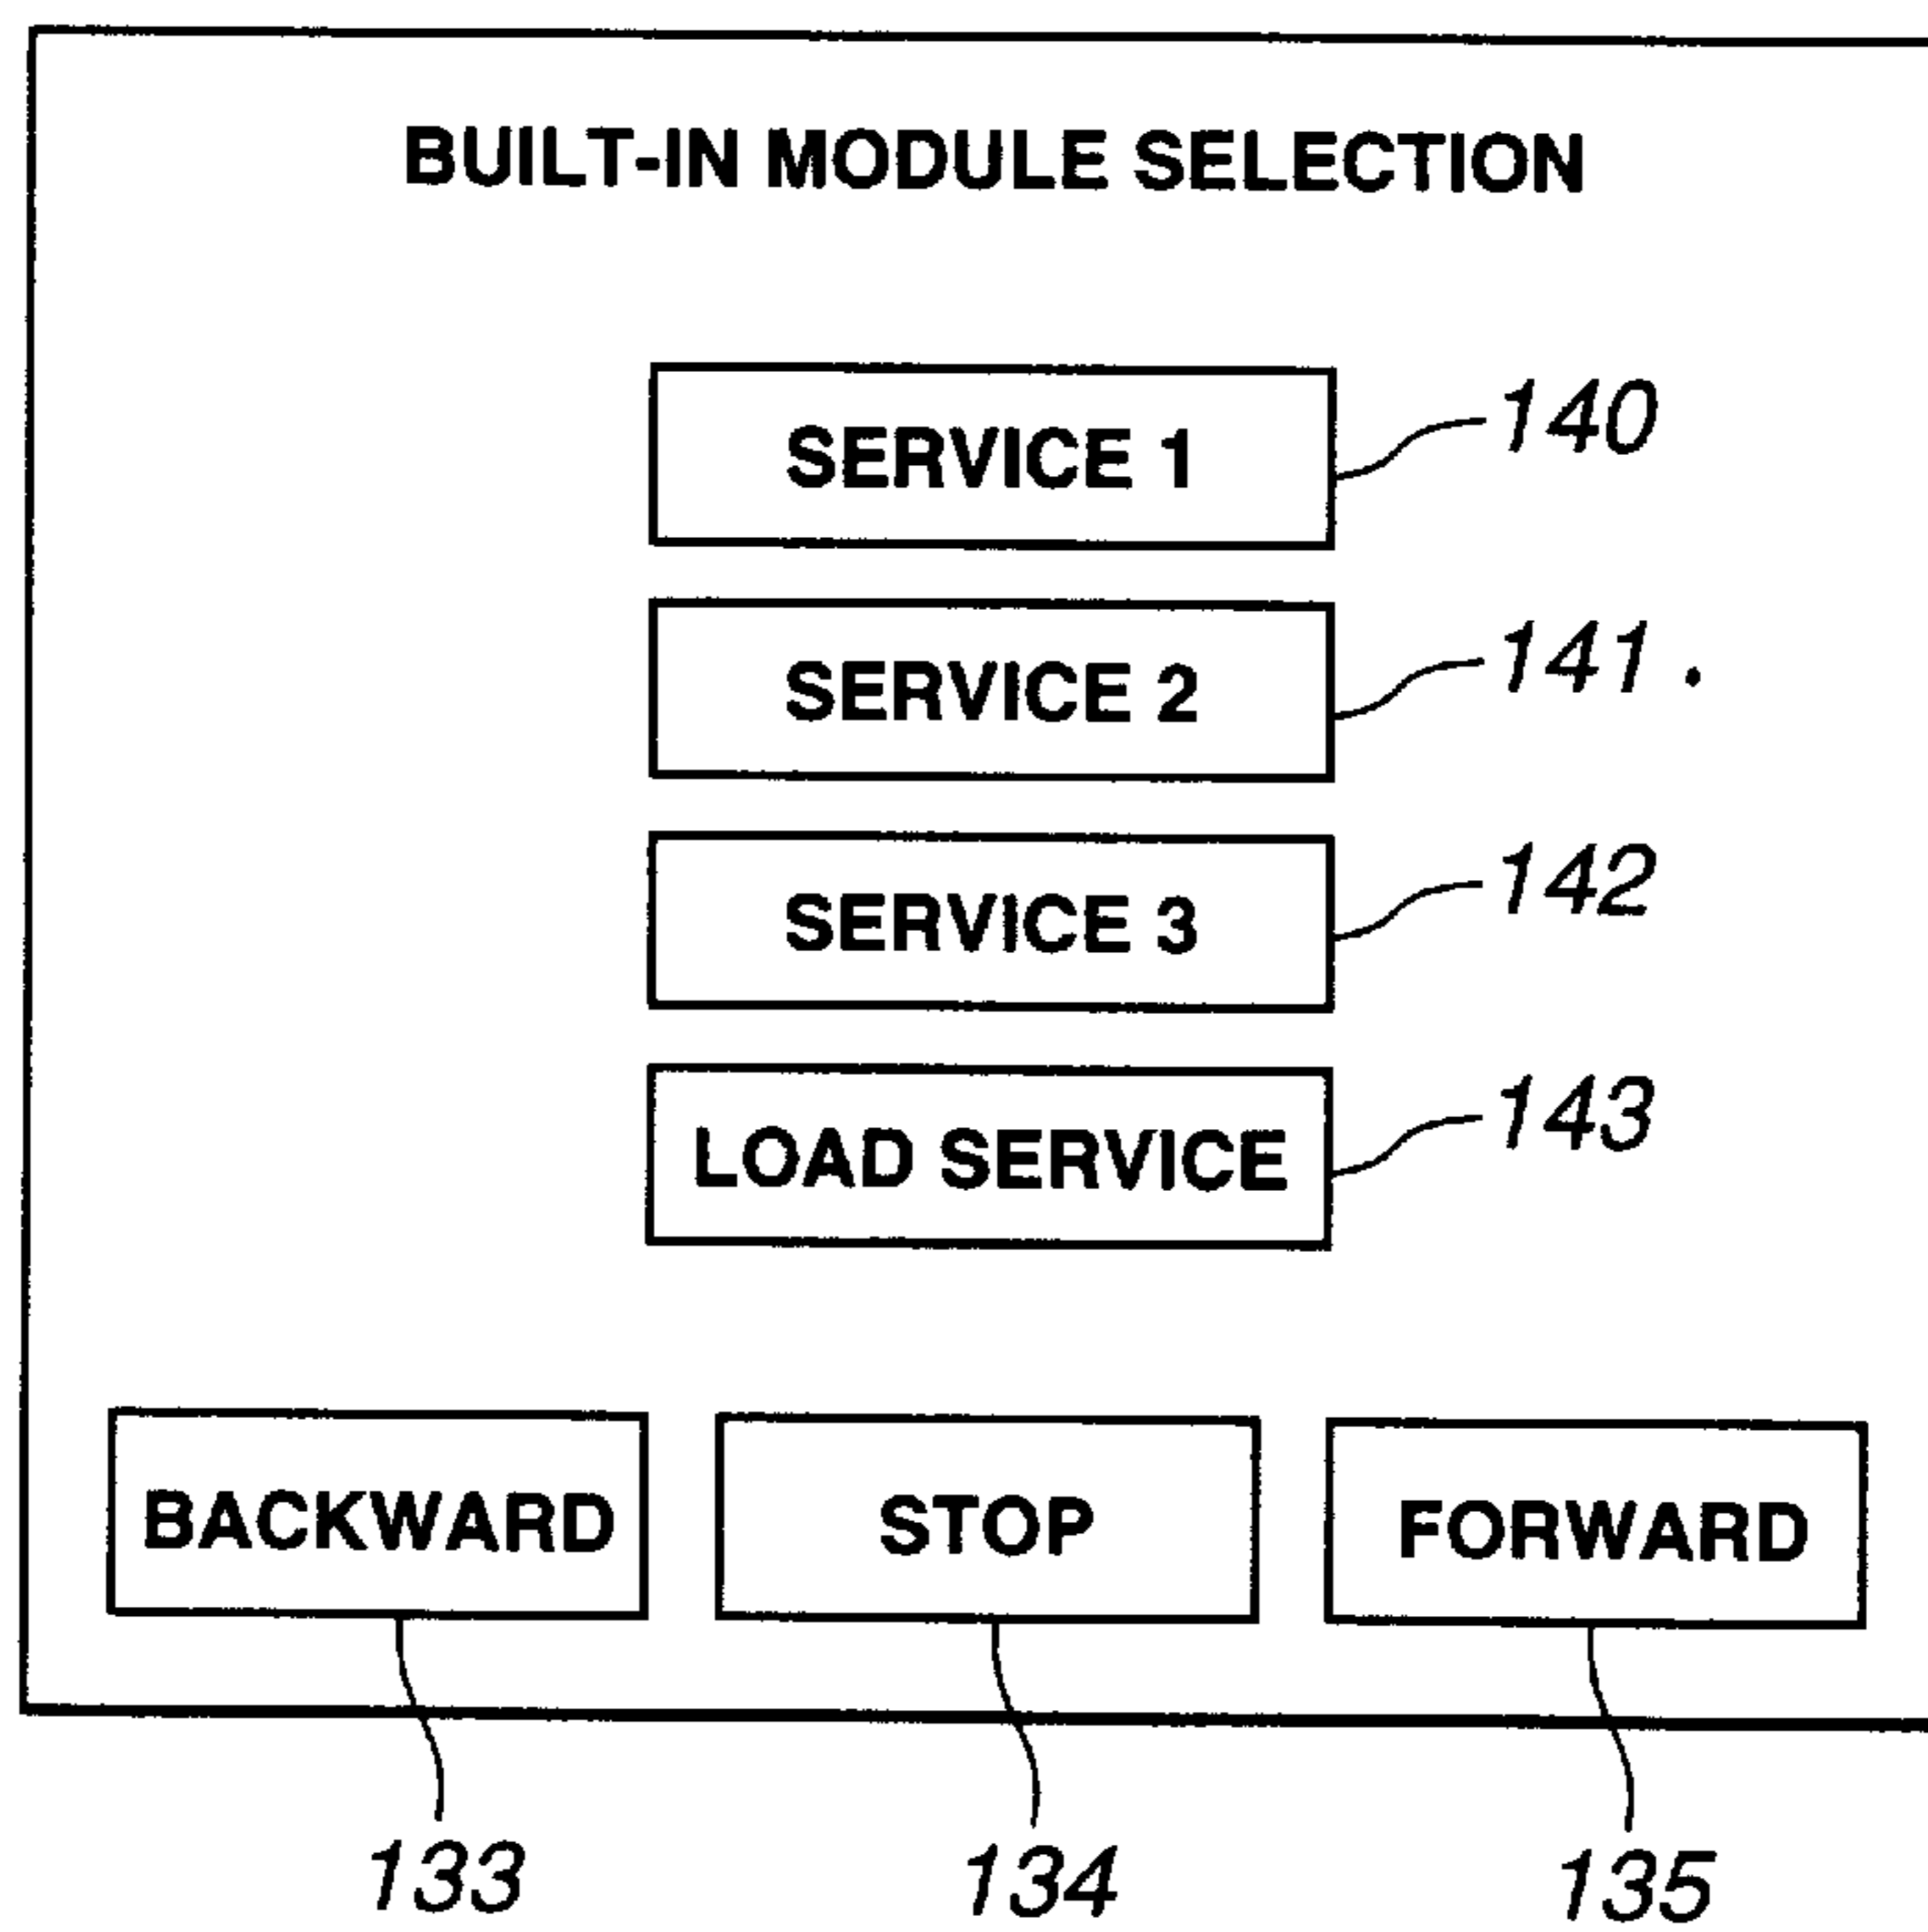 BUILT-IN MODULE SELECTION
SERVICE 1
140
SERVICE 2
141.
SERVICE 3
142
LOAD SERVICE
143
BACKWARD
STOP
FORWARD
133
134
135